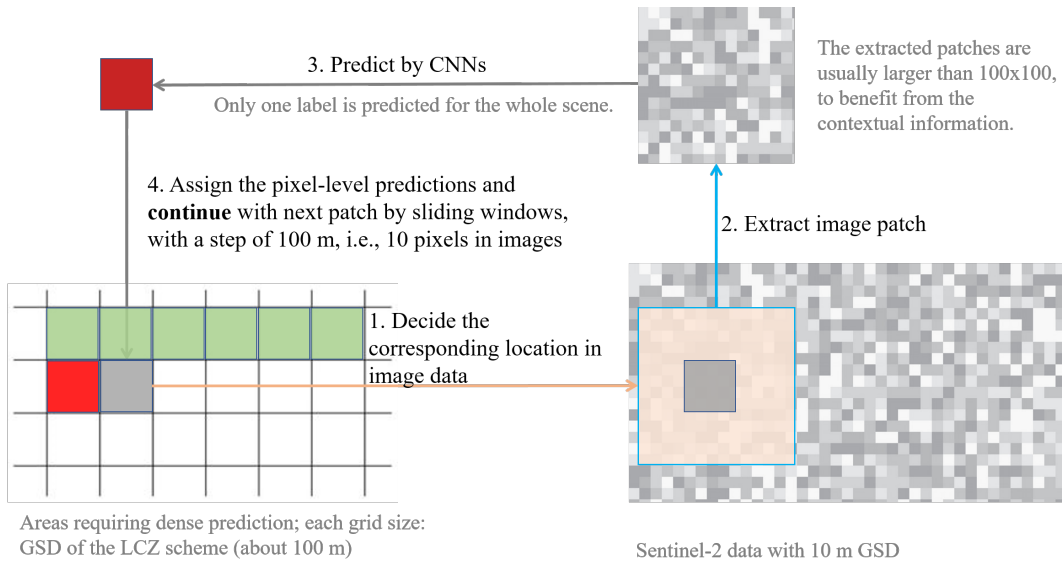 3. Predict by CNNs
Only one label is predicted for the whole scene.
The extracted patches are
usually larger than 100x100,
to benefit from the
contextual information.
4. Assign the pixel-level predictions and
continue with next patch by sliding windows,
with a step of 100 m, i.e., 10 pixels in images
2. Extract image patch
1. Decide the
corresponding location in
image data
Areas requiring dense prediction; each grid size:
GSD of the LCZ scheme (about 100 m)
Sentinel-2 data with 10 m GSD